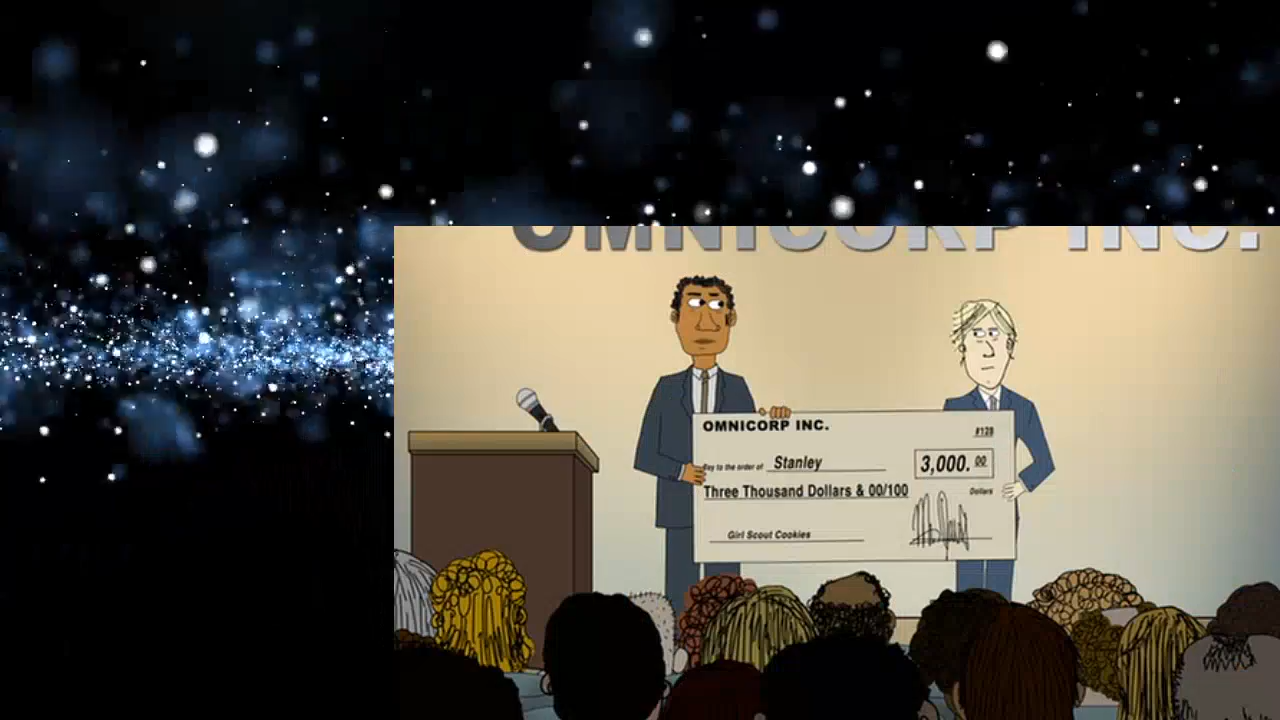 OMNICORP INC.
OMNICORP INC.
#128
Pay to the order of Stanley 3,000.00
Three Thousand Dollars & 00/100 Dollars
Girl Scout Cookies